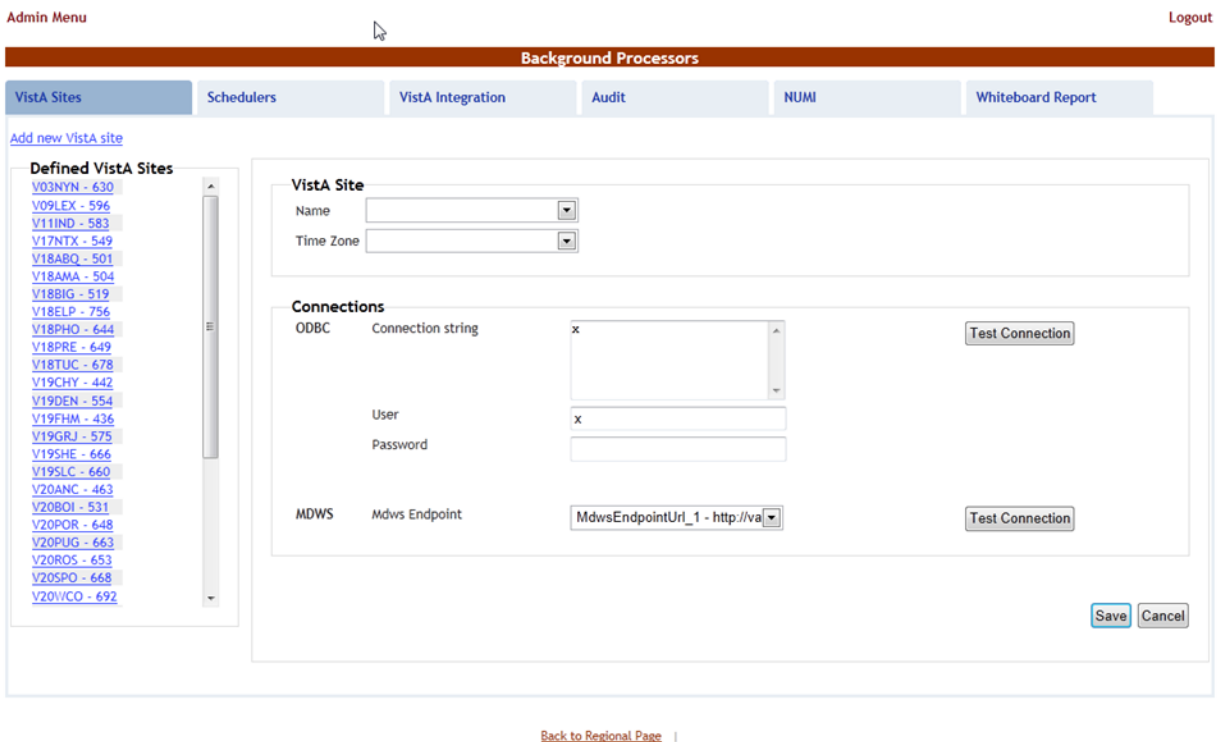 Admin Menu Logout
Background Processors
VistA Sites Schedulers VistA Integration Audit NUMI Whiteboard Report
Add new VistA site
Defined VistA Sites
V03NYN - 630
V09LEX - 596
V11IND - 583
V17NTX - 549
V18ABQ - 501
V18AMA - 504
V18BIG - 519
V18ELP - 756
V18PHO - 644
V18PRE - 649
V18TUC - 678
V19CHY - 442
V19DEN - 554
V19FHM - 436
V19GRJ - 575
V19SHE - 666
V19SLC - 660
V20ANC - 463
V20BOI - 531
V20POR - 648
V20PUG - 663
V20ROS - 653
V20SPO - 668
V20WCO - 692
VistA Site
Name
Time Zone
Connections
ODBC Connection string x Test Connection
User x
Password
MDWS Mdws Endpoint MdwsEndpointUrl_1 - http://va Test Connection
Save Cancel
Back to Regional Page |